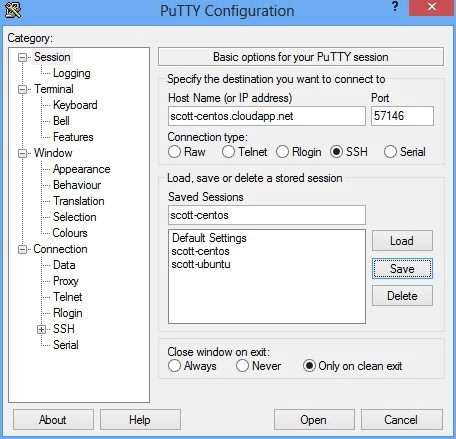 PuTTY Configuration
?
Category:
Session
Logging
Terminal
Keyboard
Bell
Features
Window
Appearance
Behaviour
Translation
Selection
Colours
Connection
Data
Proxy
Telnet
Rlogin
SSH
Serial
Basic options for your PuTTY session
Specify the destination you want to connect to
Host Name (or IP address) Port
scott-centos.cloudapp.net 57146
Connection type:
Raw Telnet Rlogin SSH Serial
Load, save or delete a stored session
Saved Sessions
scott-centos
Default Settings
scott-centos
scott-ubuntu
Load
Save
Delete
Close window on exit:
Always Never Only on clean exit
About Help Open Cancel